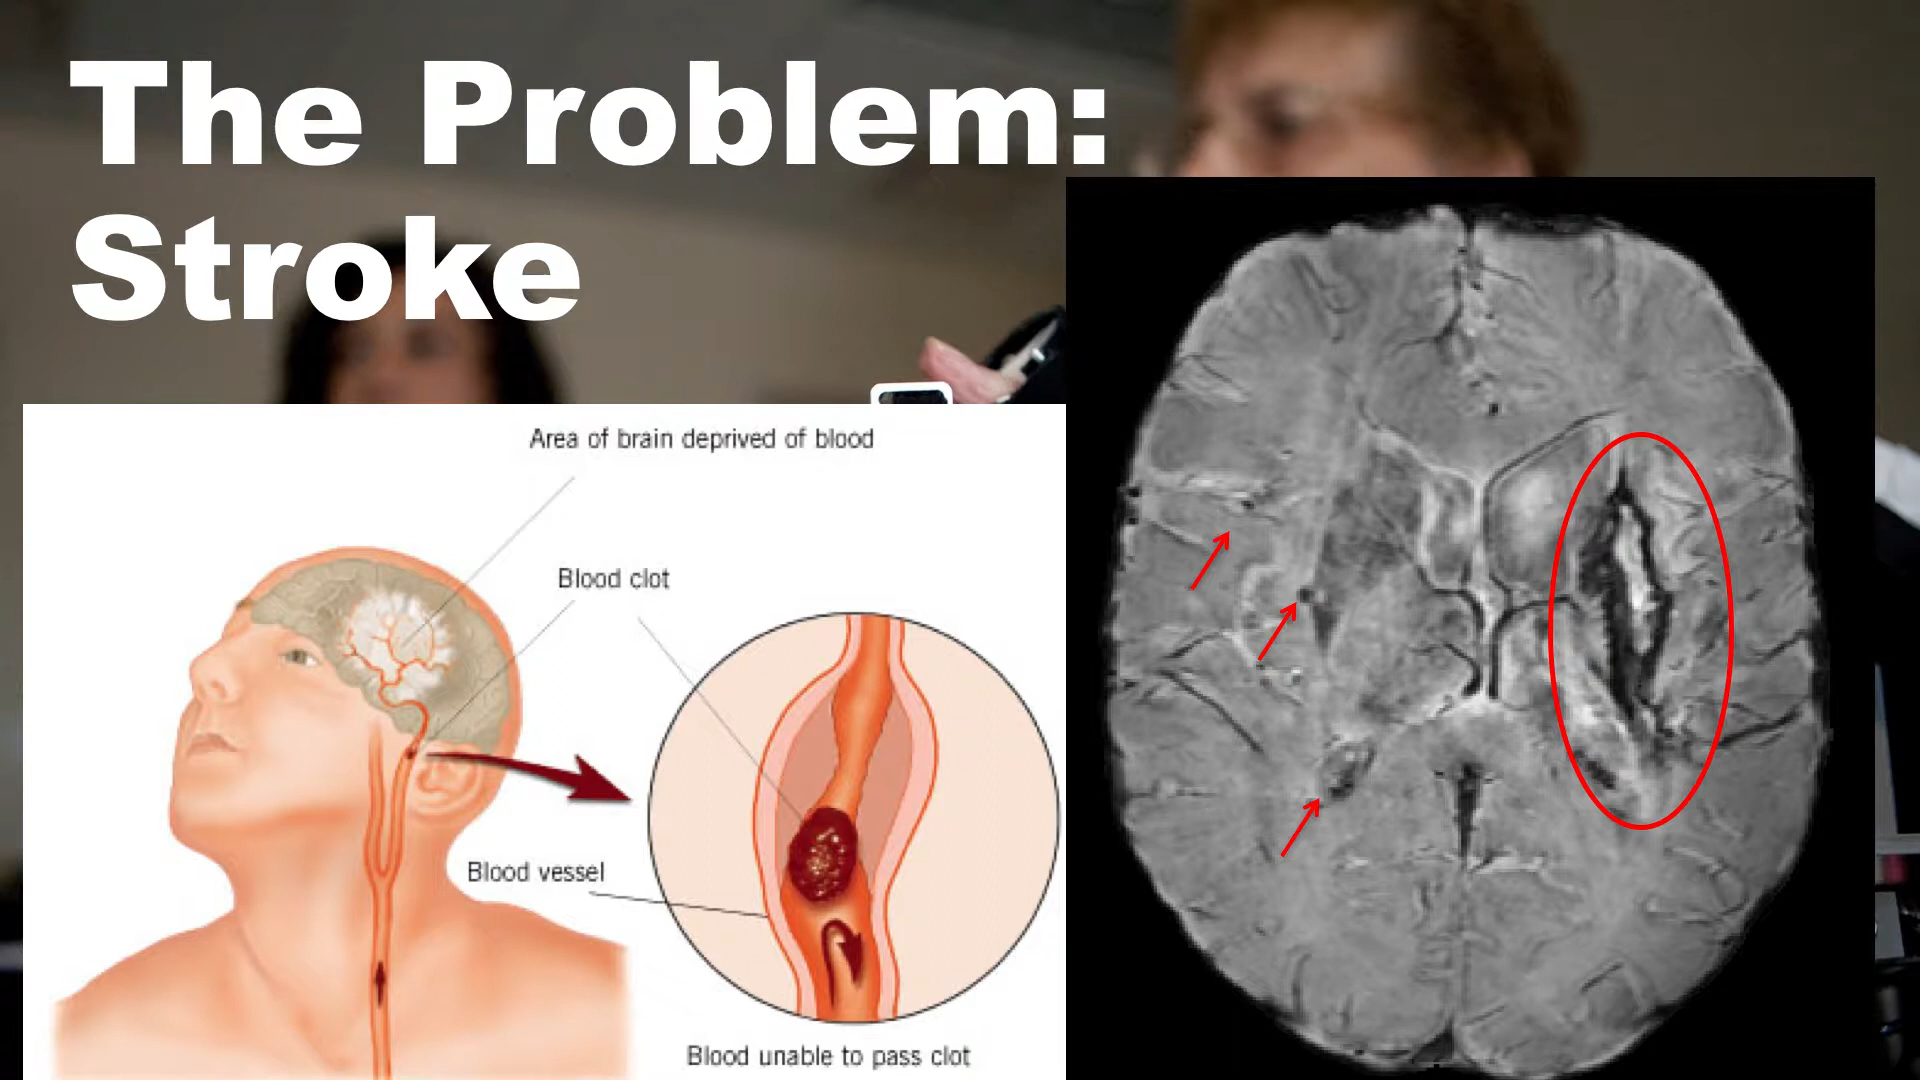 The Problem:
Stroke
Area of brain deprived of blood
Blood clot
Blood vessel
Blood unable to pass clot